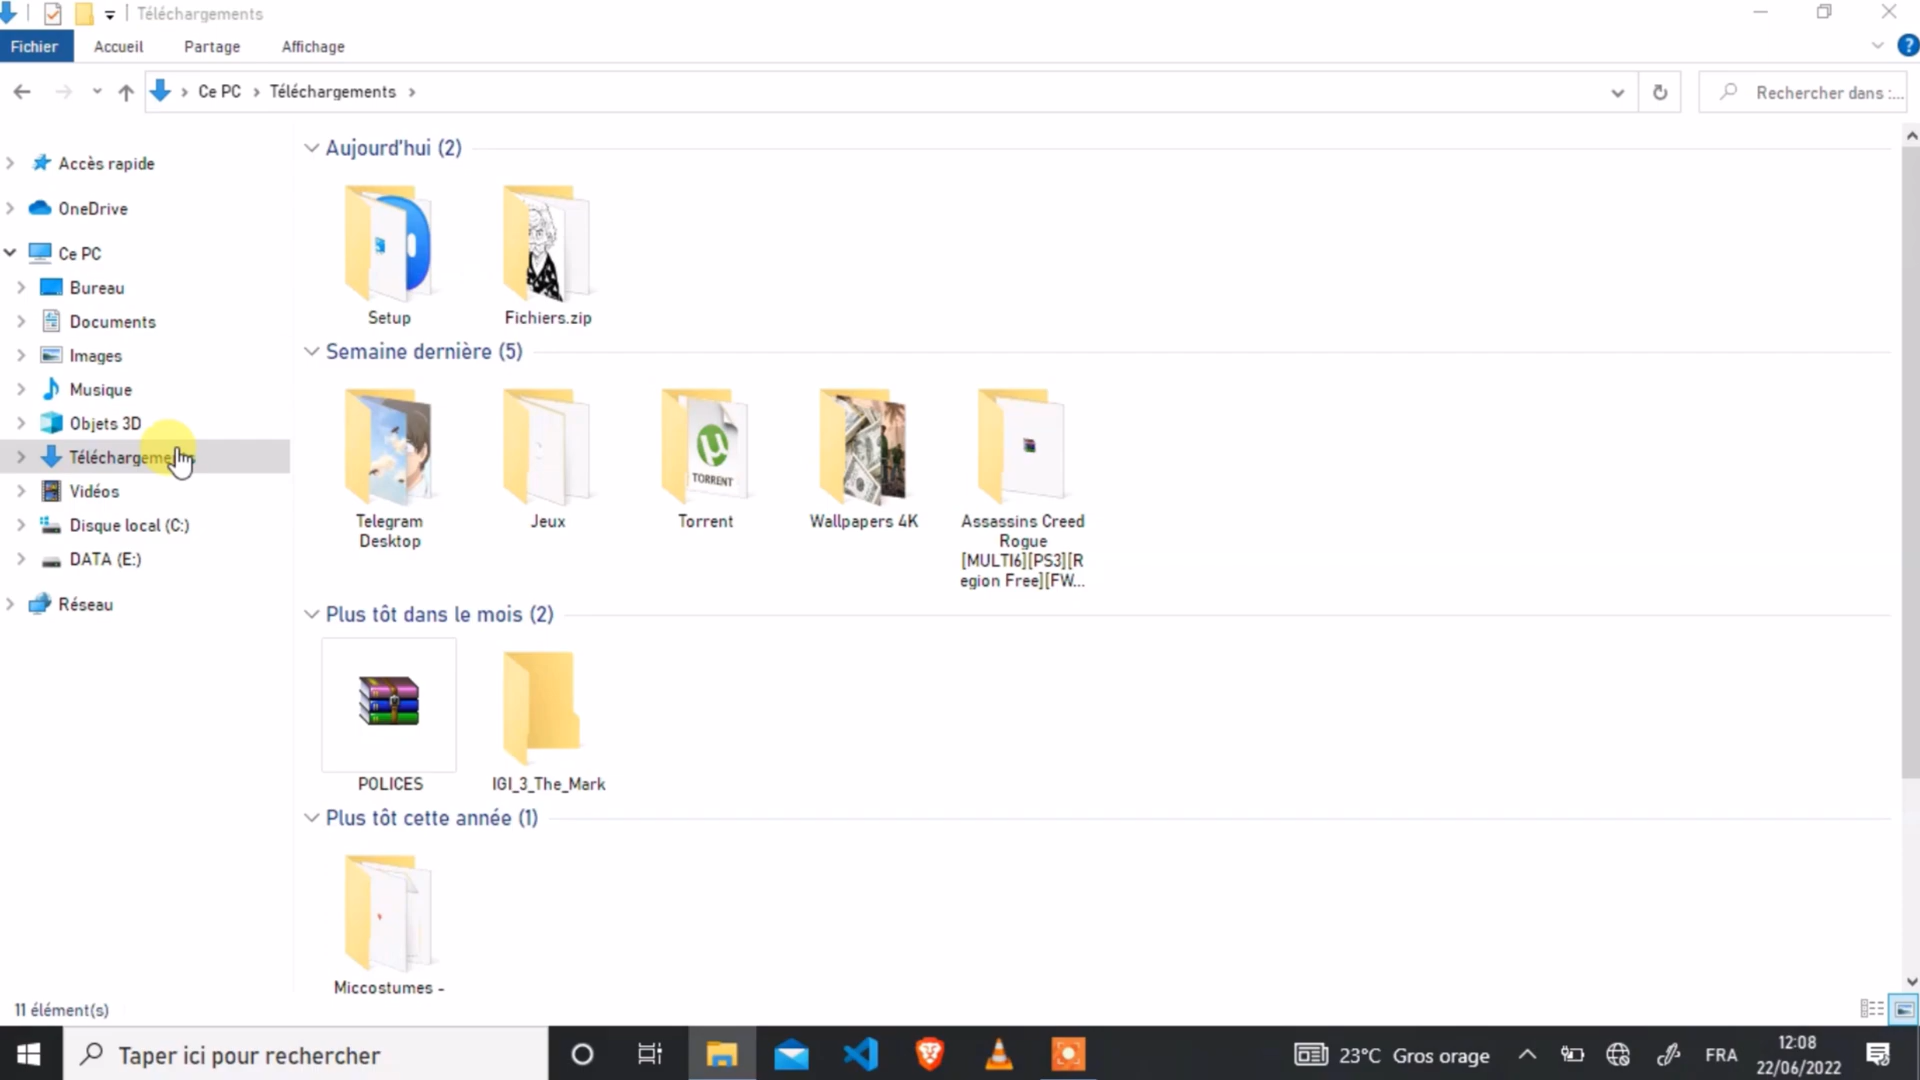 Téléchargements
Fichier Accueil Partage Affichage
Ce PC Téléchargements
Rechercher dans :...
Accès rapide
OneDrive
Ce PC
Bureau
Documents
Images
Musique
Objets 3D
Téléchargements
Vidéos
Disque local (C:)
DATA (E:)
Réseau
Aujourd'hui (2)
Setup
Fichiers.zip
Semaine dernière (5)
Telegram
Desktop
Jeux
TORRENT
Torrent
Wallpapers 4K
Assassins Creed
Rogue
[MULTI6][PS3][R
egion Free][FW...
Plus tôt dans le mois (2)
POLICES
IGI_3_The_Mark
Plus tôt cette année (1)
Miccostumes -
11 élément(s)
Taper ici pour rechercher
23°C Gros orage
FRA
12:08
22/06/2022